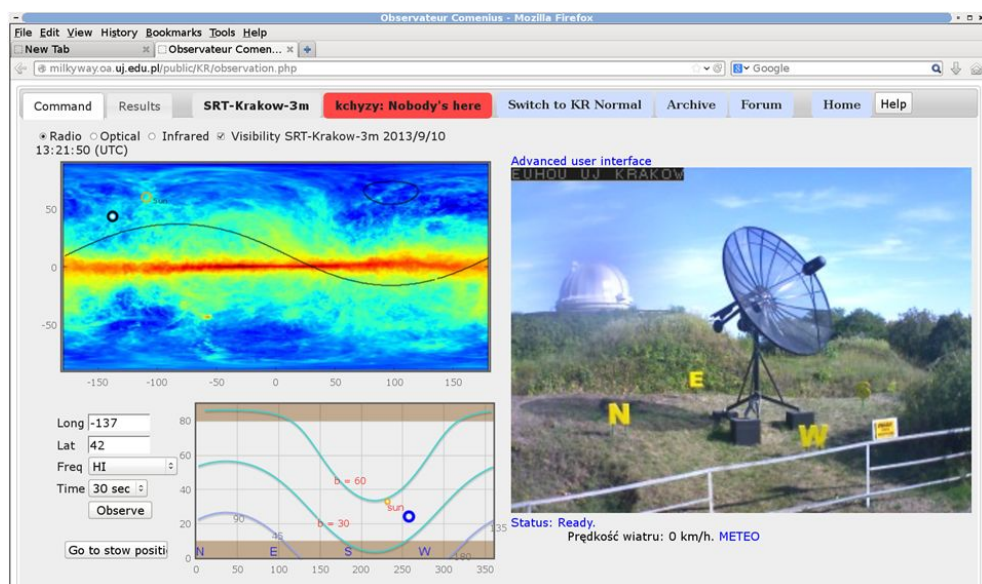 Observateur Comenius - Mozilla Firefox
File Edit View History Bookmarks Tools Help
New Tab Observateur Comen...
milkyway.oa.uj.edu.pl/public/KR/observation.php Google
Command Results SRT-Krakow-3m kchyzy: Nobody's here Switch to KR Normal Archive Forum Home Help
Radio Optical Infrared Visibility SRT-Krakow-3m 2013/9/10
13:21:50 (UTC)
Advanced user interface
EUHOU UJ KRAKOW
Sun
50
0
-50
-150 -100 -50 0 50 100 150
Long -137
Lat 42
Freq HI
Time 30 sec
Observe
Go to stow positi
80
60
40
20
0
b = 60
sun
b = 30
90
45
135
180
N E S W
0 50 100 150 200 250 300 350
E
N
W
Status: Ready.
Prędkość wiatru: 0 km/h. METEO